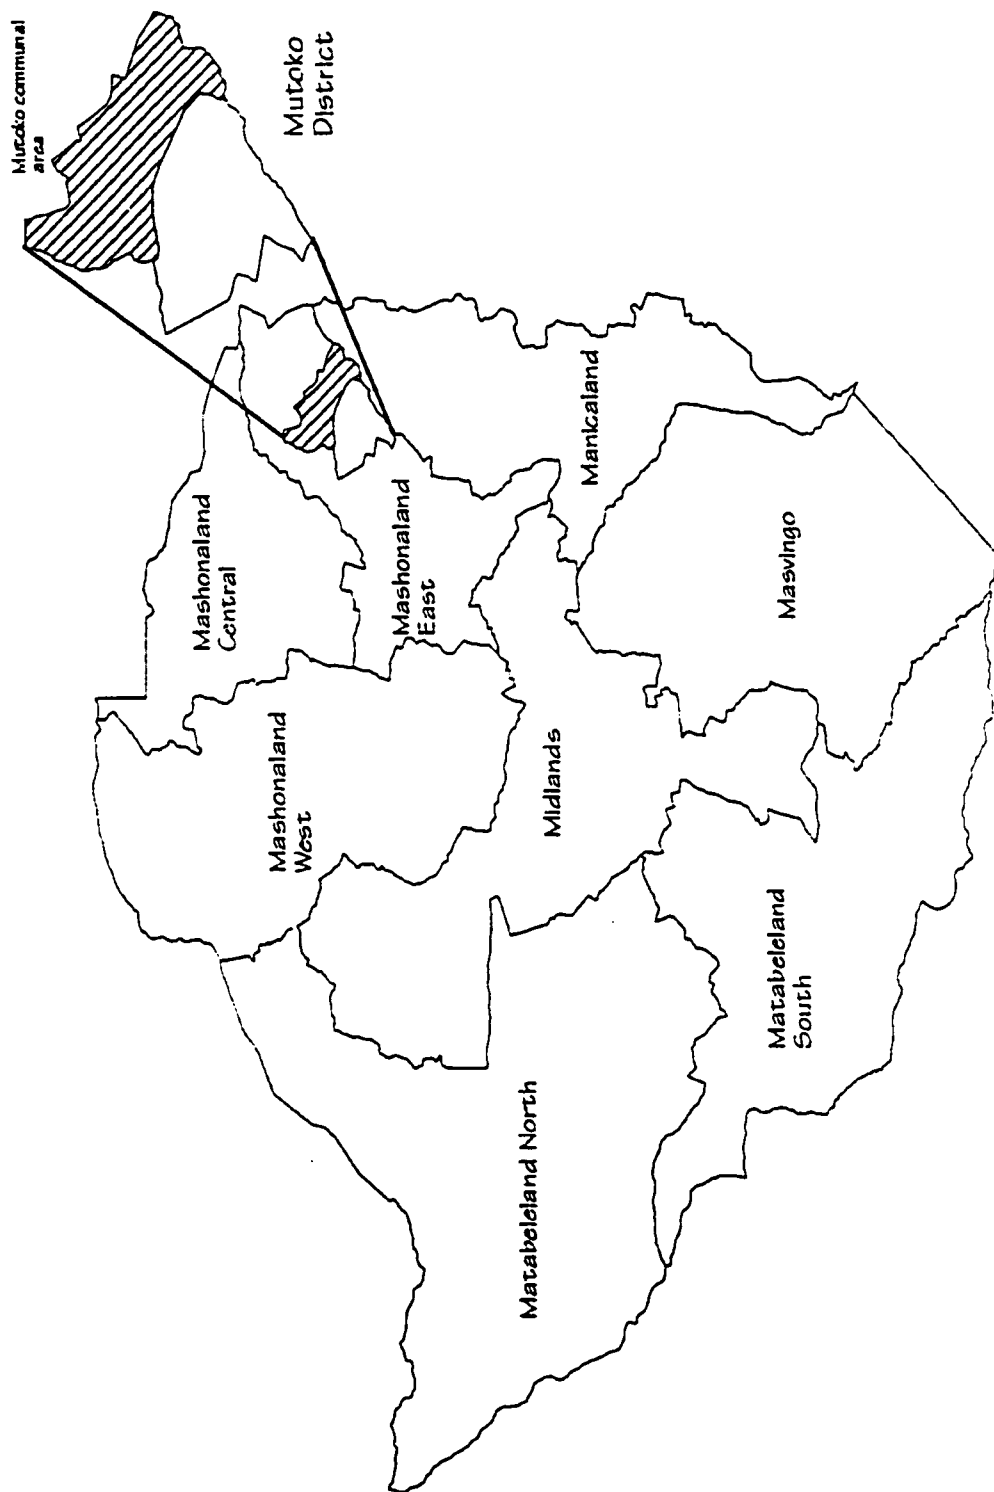 Mutoko communal
area
Mutoko
District
Mashonaland
Central
Mashonaland
West
Mashonaland
East
Manicaland
Midlands
Masvingo
Matabeleland North
Matabeleland
South